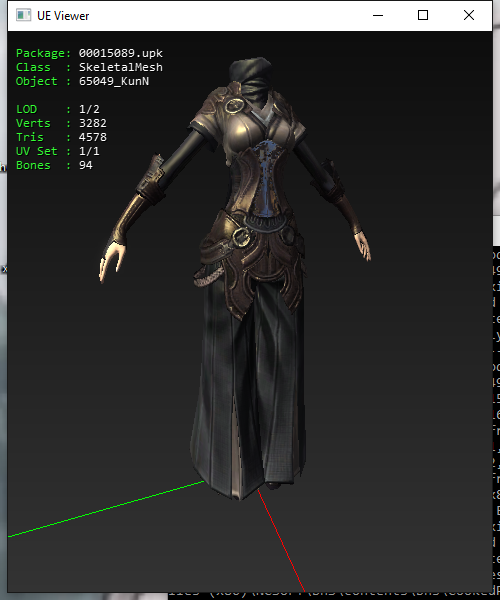 UE Viewer
Package: 00015089.upk
Class : SkeletalMesh
Object : 65049_KunN
LOD : 1/2
Verts : 3282
Tris : 4578
UV Set : 1/1
Bones : 94